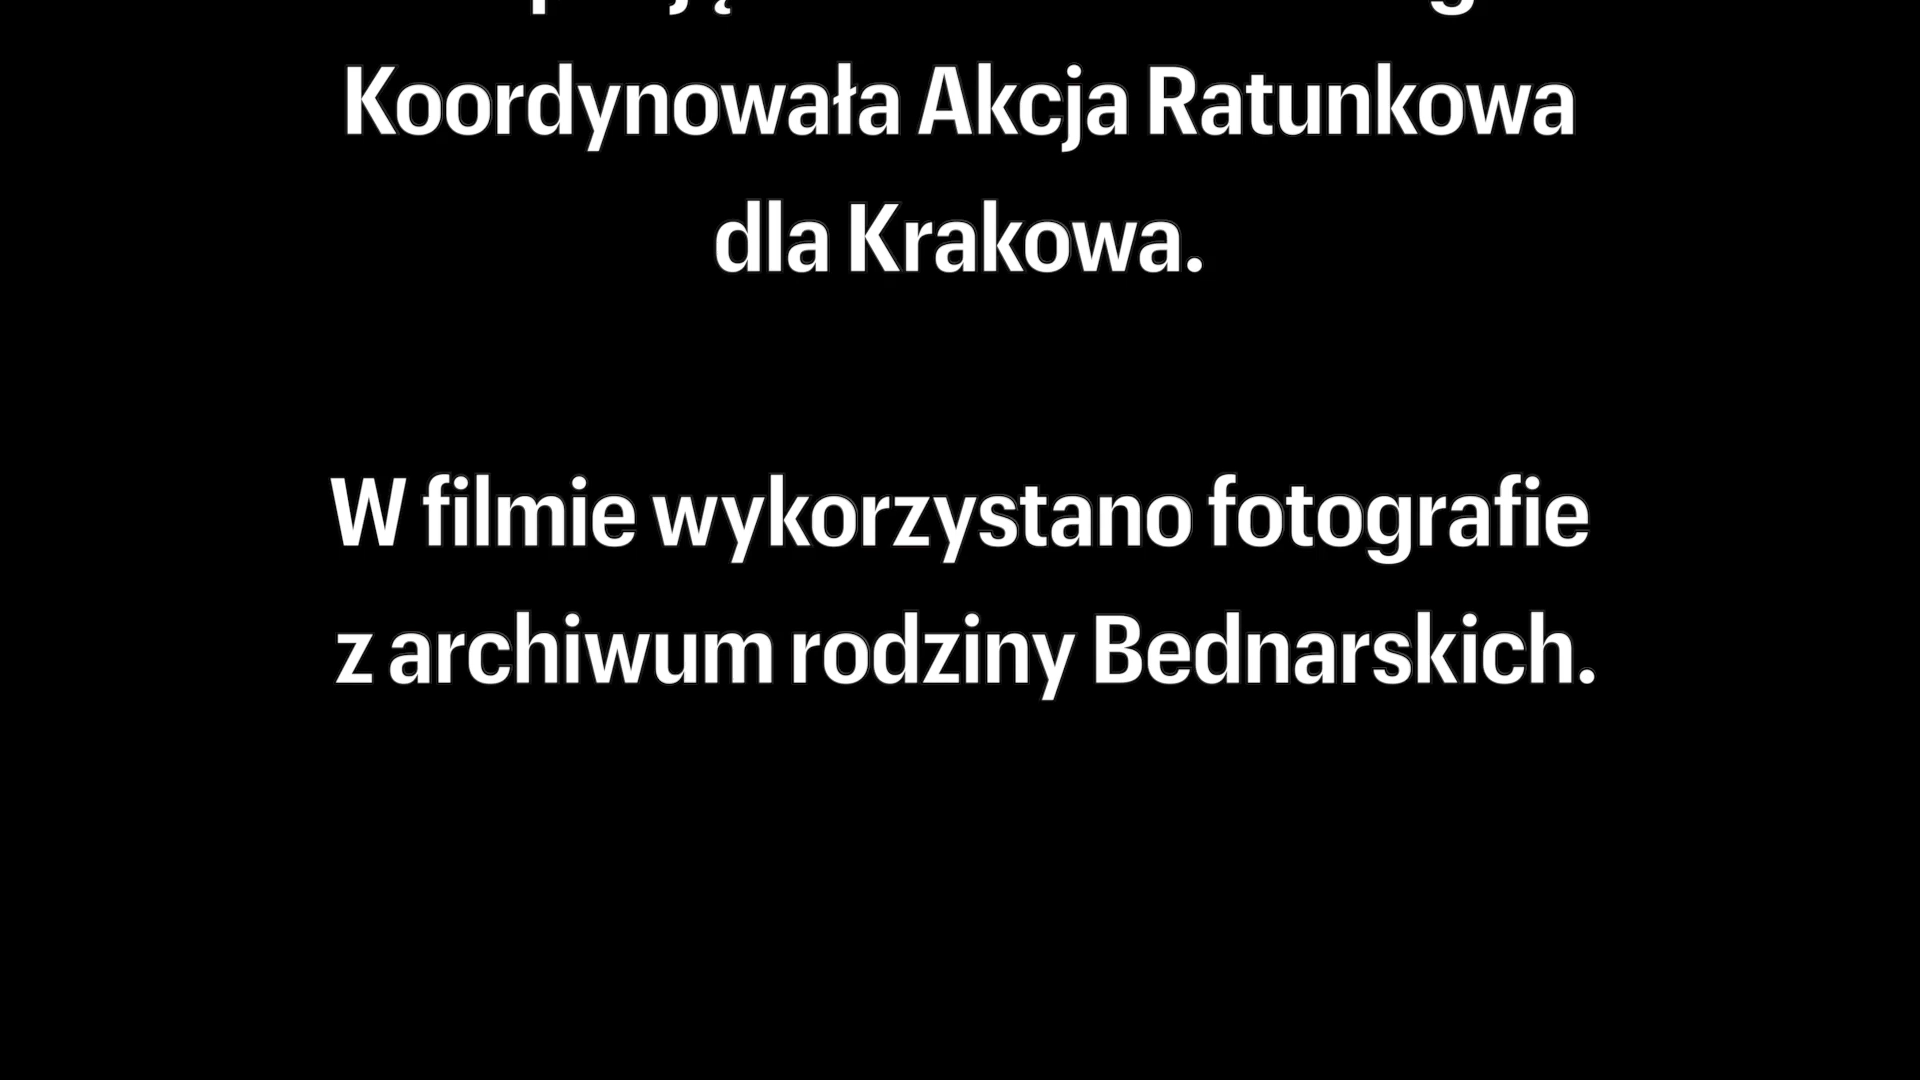 Koordynowała Akcja Ratunkowa
dla Krakowa.
W filmie wykorzystano fotografie
z archiwum rodziny Bednarskich.